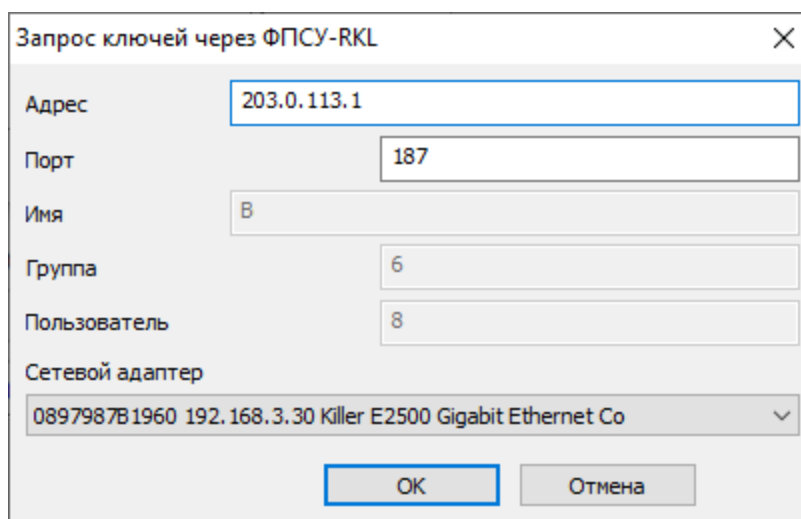 Запрос ключей через ФПСУ-RKL
Адрес 203.0.113.1
Порт 187
Имя В
Группа 6
Пользователь 8
Сетевой адаптер
0897987B1960 192.168.3.30 Killer E2500 Gigabit Ethernet Co
OK Отмена